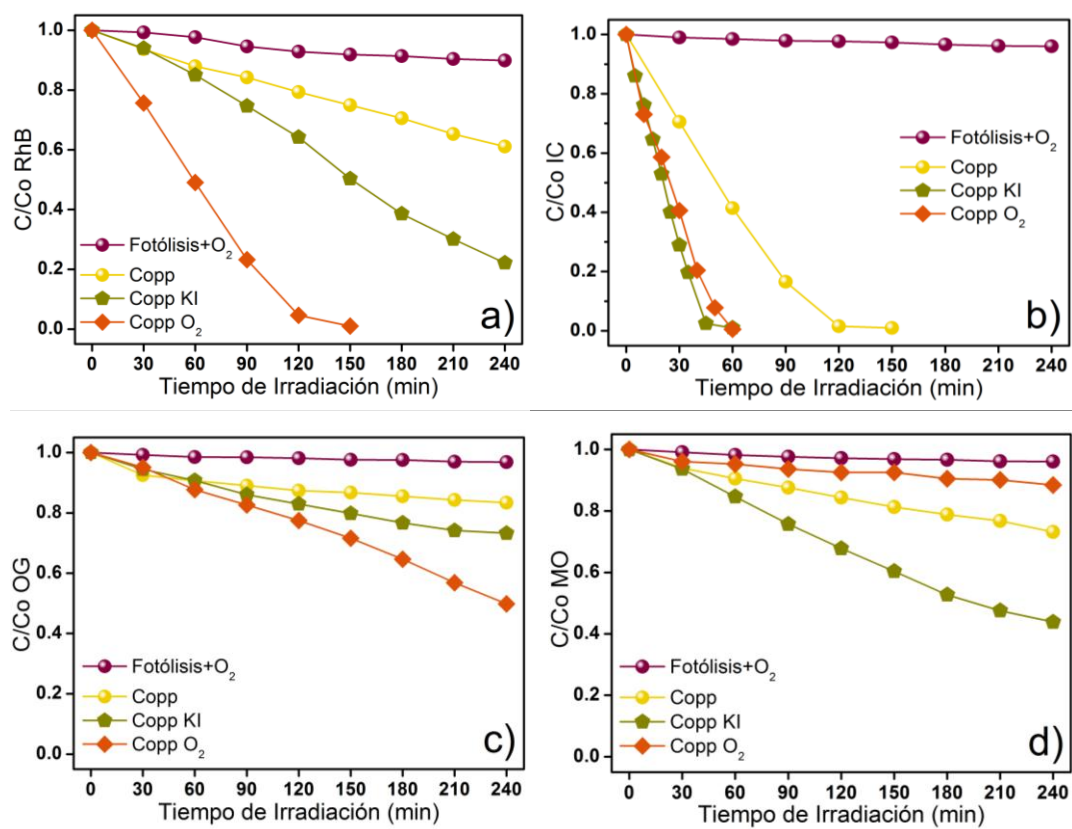 C/Co RhB
1.0
0.8
0.6
0.4
0.2
0.0
Fotólisis+O₂
Copp
Copp KI
Copp O₂
a)
0 30 60 90 120 150 180 210 240
Tiempo de Irradiación (min)
C/Co IC
1.0
0.8
0.6
0.4
0.2
0.0
Fotólisis+O₂
Copp
Copp KI
Copp O₂
b)
0 30 60 90 120 150 180 210 240
Tiempo de Irradiación (min)
C/Co OG
1.0
0.8
0.6
0.4
0.2
0.0
Fotólisis+O₂
Copp
Copp KI
Copp O₂
c)
0 30 60 90 120 150 180 210 240
Tiempo de Irradiación (min)
C/Co MO
1.0
0.8
0.6
0.4
0.2
0.0
Fotólisis+O₂
Copp
Copp KI
Copp O₂
d)
0 30 60 90 120 150 180 210 240
Tiempo de Irradiación (min)